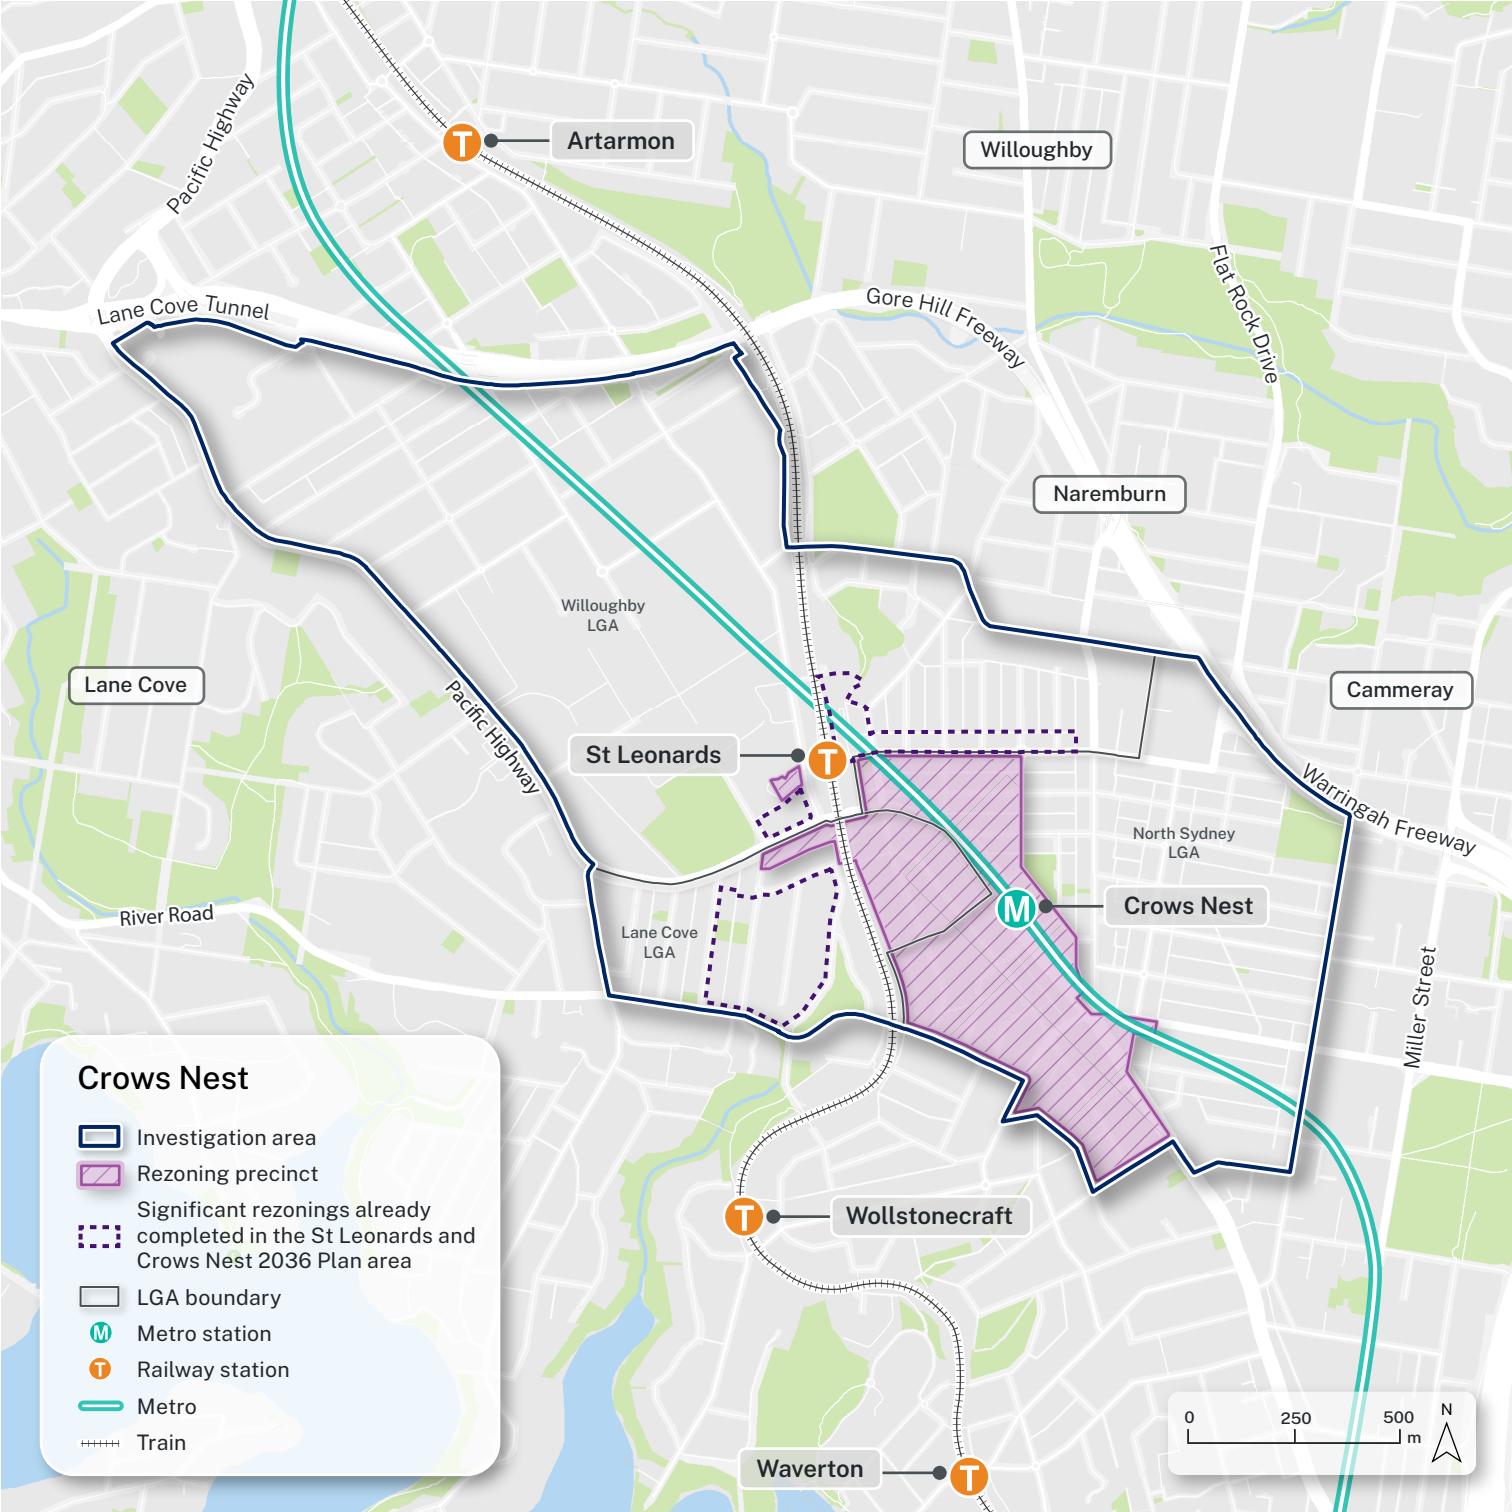 Pacific Highway
T
Artarmon
Willoughby
Lane Cove Tunnel
Gore Hill Freeway
Flat Rock Drive
Naremburn
Willoughby
LGA
Lane Cove
Pacific Highway
Cammeray
St Leonards
T
Warringah Freeway
North Sydney
LGA
M
Crows Nest
River Road
Lane Cove
LGA
Miller Street
T
Wollstonecraft
Waverton
T
Crows Nest
Investigation area
Rezoning precinct
Significant rezonings already
completed in the St Leonards and
Crows Nest 2036 Plan area
LGA boundary
M
Metro station
T
Railway station
Metro
Train
0
250
500
m
N